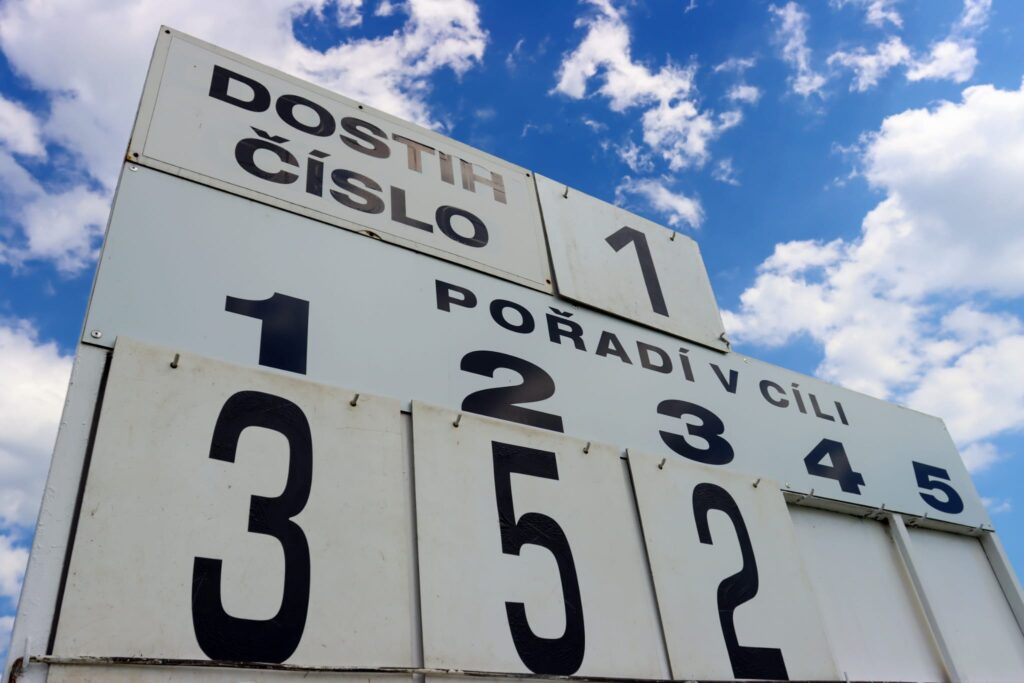 DOSTIH
ČÍSLO 1
POŘADÍ V CÍLI
1 2 3 4 5
3 5 2